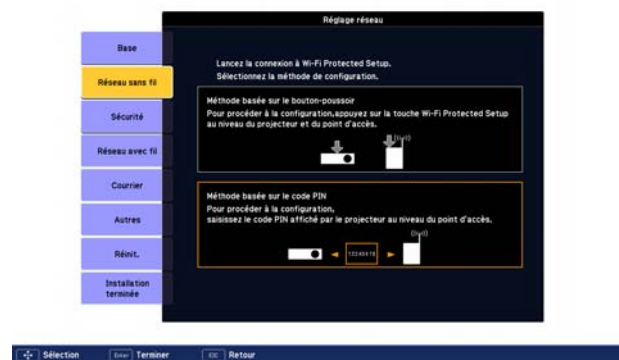 Réglage réseau
Base
Réseau sans fil
Sécurité
Réseau avec fil
Courrier
Autres
Réinit.
Installation
terminée
Lancez la connexion à Wi-Fi Protected Setup.
Sélectionnez la méthode de configuration.
Méthode basée sur le bouton-poussoir
Pour procéder à la configuration,appuyez sur la touche Wi-Fi Protected Setup
au niveau du projecteur et du point d'accès.
Méthode basée sur le code PIN
Pour procéder à la configuration,
saisissez le code PIN affiché par le projecteur au niveau du point d'accès.
Sélection
Enter Terminer
ESC Retour